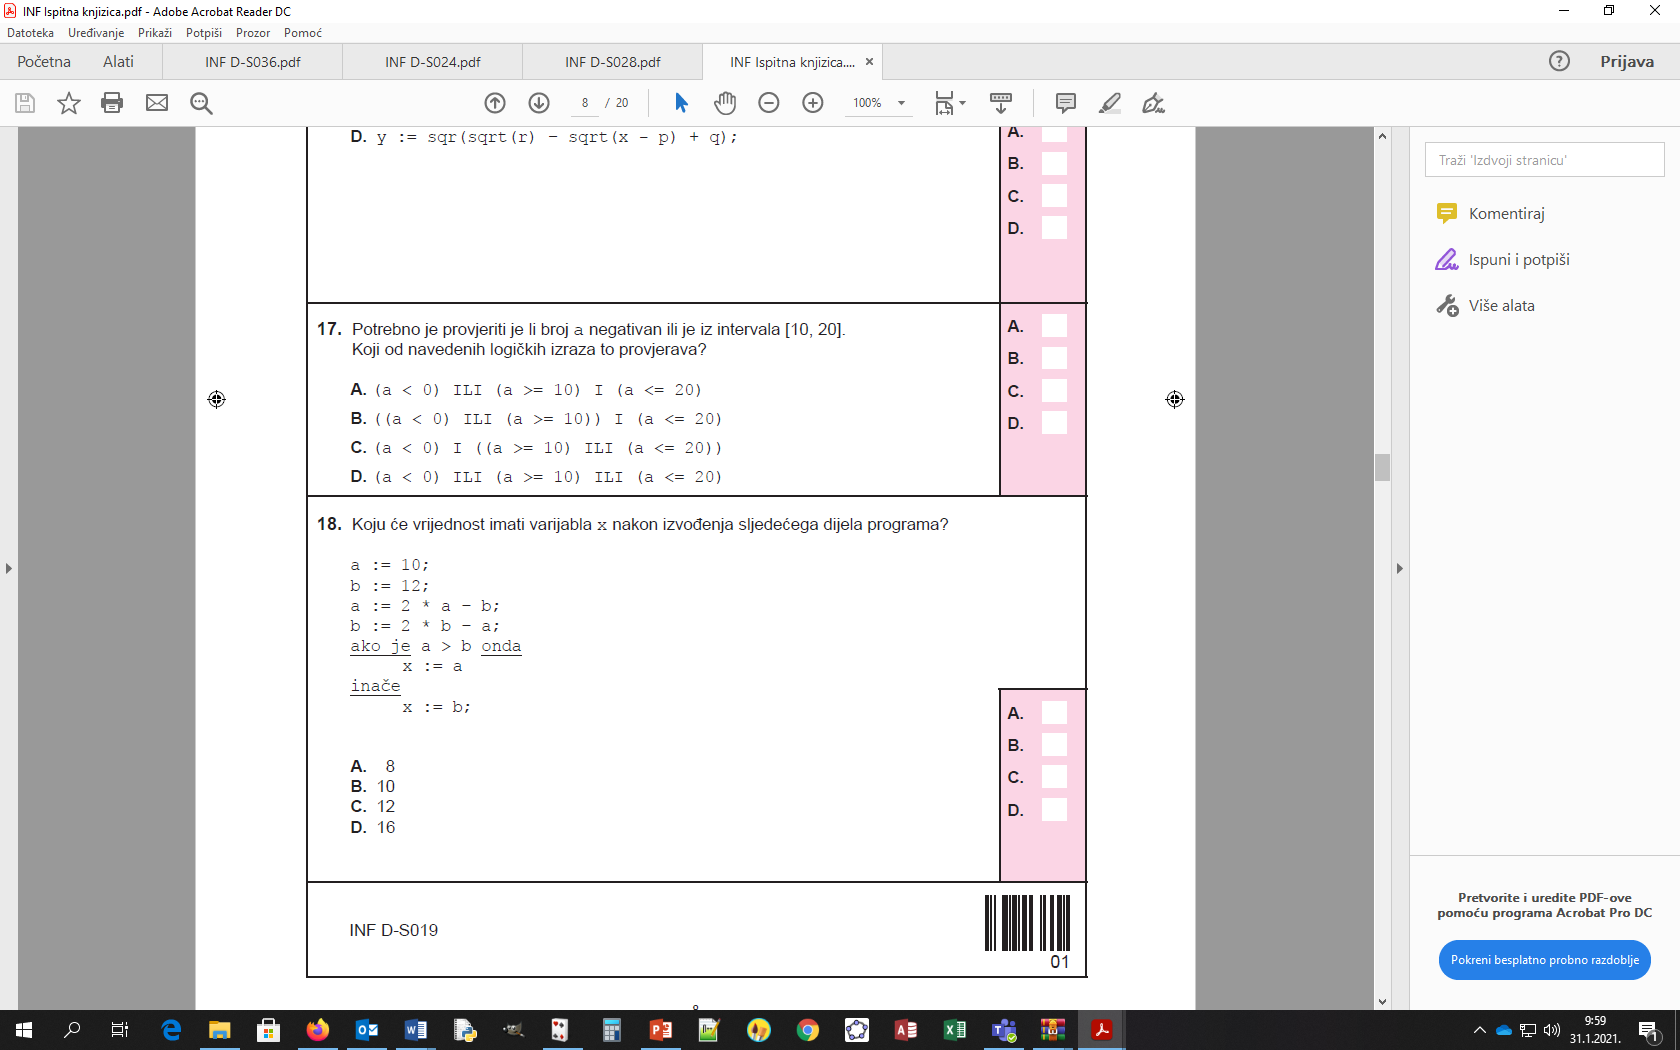 INF Ispitna knjizica.pdf - Adobe Acrobat Reader DC
Datoteka Uređivanje Prikaži Potpiši Prozor Pomoć
Početna Alati INF D-S036.pdf INF D-S024.pdf INF D-S028.pdf INF Ispitna knjizica.... × ? Prijava
8 / 20 100%
D. y := sqr(sqrt(r) - sqrt(x - p) + q);
A.
B.
C.
D.
17. Potrebno je provjeriti je li broj a negativan ili je iz intervala [10, 20].
Koji od navedenih logičkih izraza to provjerava?
A. (a < 0) ILI (a >= 10) I (a <= 20)
B. ((a < 0) ILI (a >= 10)) I (a <= 20)
C. (a < 0) I ((a >= 10) ILI (a <= 20))
D. (a < 0) ILI (a >= 10) ILI (a <= 20)
A.
B.
C.
D.
18. Koju će vrijednost imati varijabla x nakon izvođenja sljedećega dijela programa?
a := 10;
b := 12;
a := 2 * a - b;
b := 2 * b - a;
ako je a > b onda
x := a
inače
x := b;
A. 8
B. 10
C. 12
D. 16
A.
B.
C.
D.
INF D-S019
01
Traži 'Izdvoji stranicu'
Komentiraj
Ispuni i potpiši
Više alata
Pretvorite i uredite PDF-ove
pomoću programa Acrobat Pro DC
Pokreni besplatno probno razdoblje
9:59
31.1.2021.
1